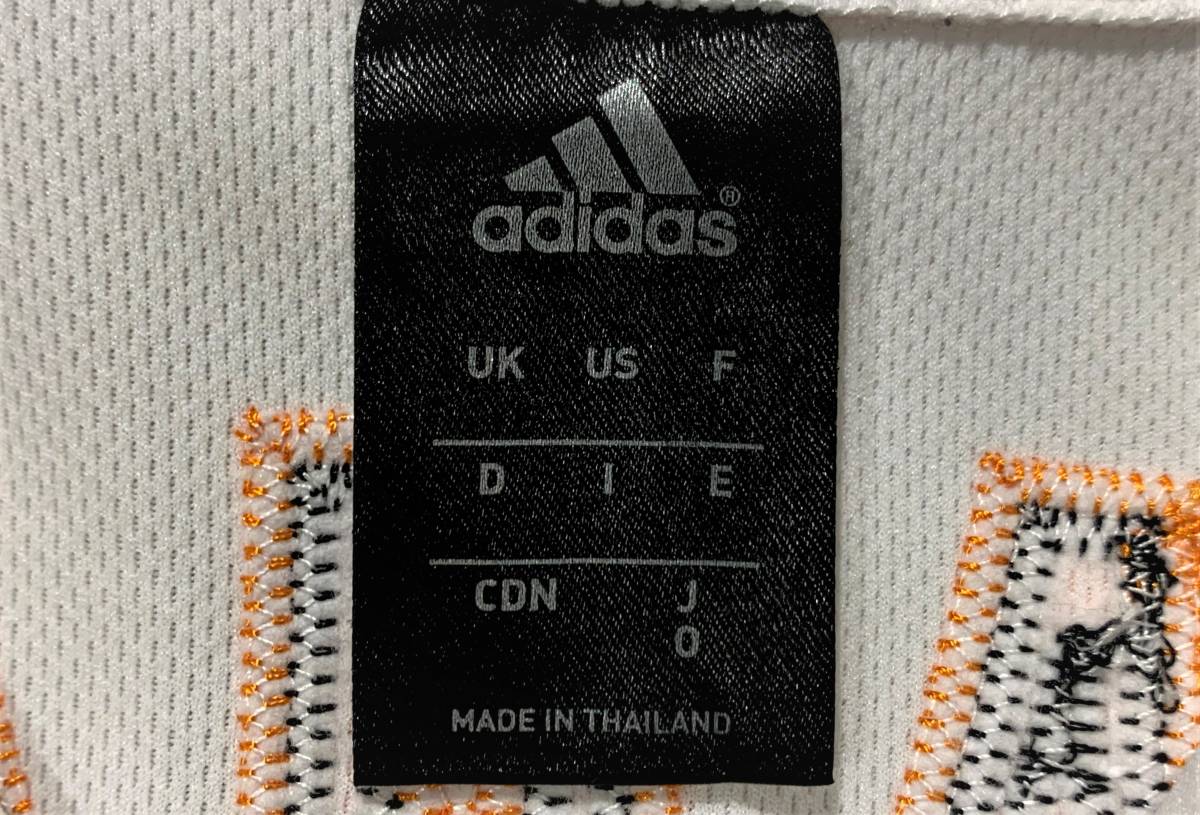 adidas®
UK US F
D I E
CDN J
O
MADE IN THAILAND